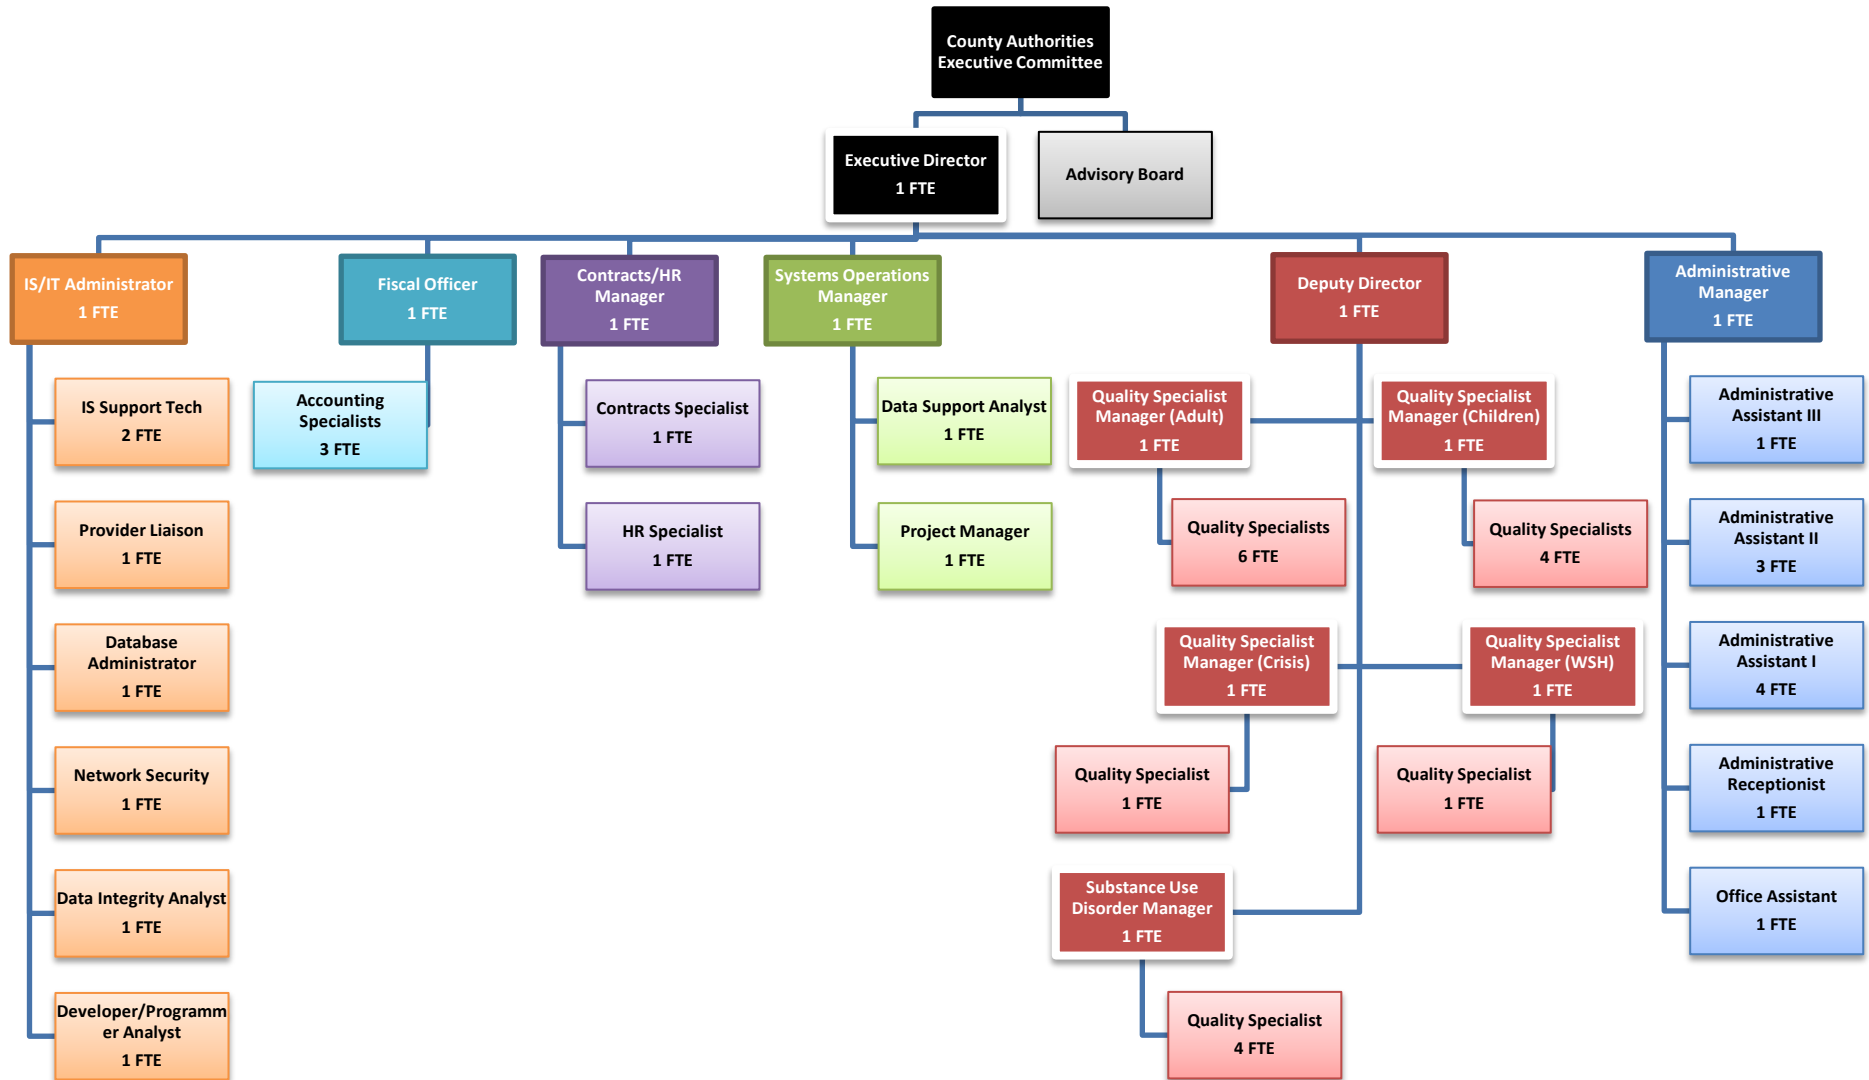 County Authorities
Executive Committee
Executive Director
1 FTE
Advisory Board
IS/IT Administrator
1 FTE
Fiscal Officer
1 FTE
Contracts/HR
Manager
1 FTE
Systems Operations
Manager
1 FTE
Deputy Director
1 FTE
Administrative
Manager
1 FTE
IS Support Tech
2 FTE
Provider Liaison
1 FTE
Database
Administrator
1 FTE
Network Security
1 FTE
Data Integrity Analyst
1 FTE
Developer/Programm
er Analyst
1 FTE
Accounting
Specialists
3 FTE
Contracts Specialist
1 FTE
HR Specialist
1 FTE
Data Support Analyst
1 FTE
Project Manager
1 FTE
Quality Specialist
Manager (Adult)
1 FTE
Quality Specialists
6 FTE
Quality Specialist
Manager (Children)
1 FTE
Quality Specialists
4 FTE
Quality Specialist
Manager (Crisis)
1 FTE
Quality Specialist
1 FTE
Quality Specialist
Manager (WSH)
1 FTE
Quality Specialist
1 FTE
Substance Use
Disorder Manager
1 FTE
Quality Specialist
4 FTE
Administrative
Assistant III
1 FTE
Administrative
Assistant II
3 FTE
Administrative
Assistant I
4 FTE
Administrative
Receptionist
1 FTE
Office Assistant
1 FTE